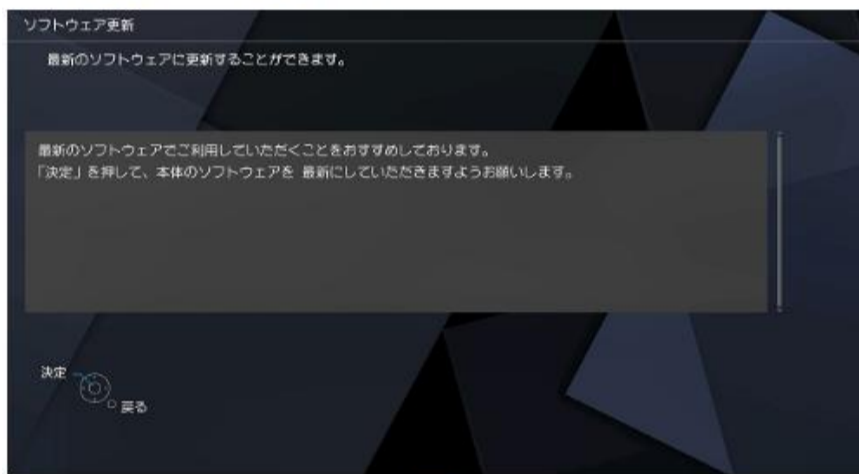 ソフトウェア更新
最新のソフトウェアに更新することができます。
最新のソフトウェアでご利用していただくことをおすすめしております。
「決定」を押して、本体のソフトウェアを 最新にしていただきますようお願いします。
決定
戻る